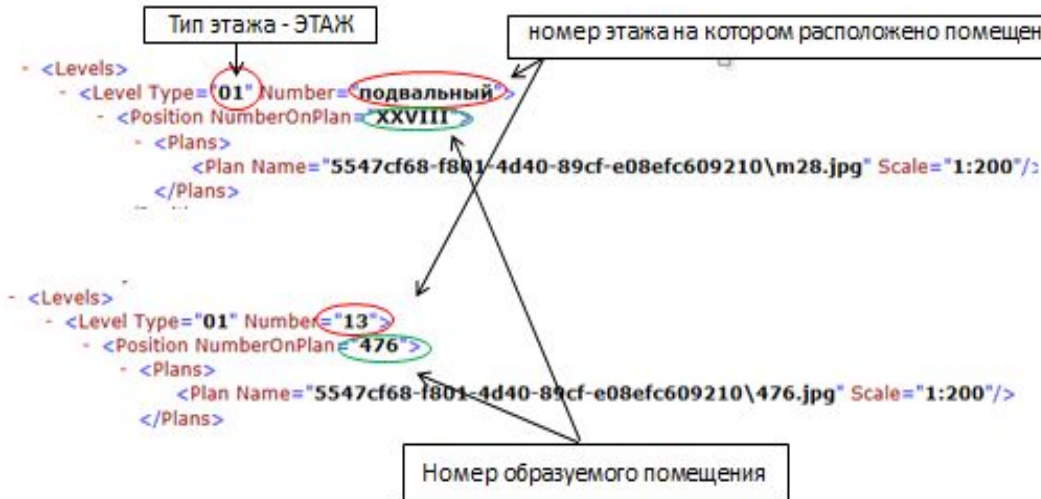 Тип этажа - ЭТАЖ
номер этажа на котором расположено помещен
- <Levels>
- <Level Type="01" Number="подвальный">
- <Position NumberOnPlan="XXVIII">
- <Plans>
<Plan Name="5547cf68-f801-4d40-89cf-e08efc609210\m28.jpg" Scale="1:200"/>
</Plans>
- <Levels>
- <Level Type="01" Number="13">
- <Position NumberOnPlan="476">
- <Plans>
<Plan Name="5547cf68-f801-4d40-89cf-e08efc609210\476.jpg" Scale="1:200"/>
</Plans>
Номер образуемого помещения